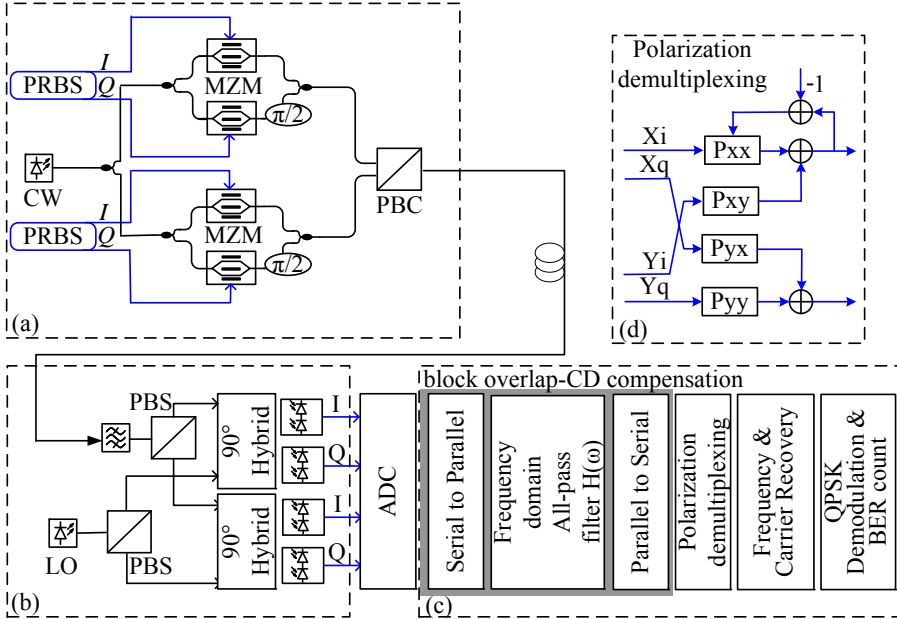 PRBS
I
Q
MZM
π/2
CW
PRBS
I
Q
MZM
π/2
PBC
(a)
Polarization
demultiplexing
-1
Xi
Xq
Yi
Yq
Pxx
Pxy
Pyx
Pyy
(d)
PBS
LO
PBS
90°
Hybrid
90°
Hybrid
I
Q
I
Q
(b)
ADC
block overlap-CD compensation
Serial to Parallel
Frequency
domain
All-pass
filter H(ω)
Parallel to Serial
Polarization
demultiplexing
Frequency &
Carrier Recovery
QPSK
Demodulation &
BER count
(c)